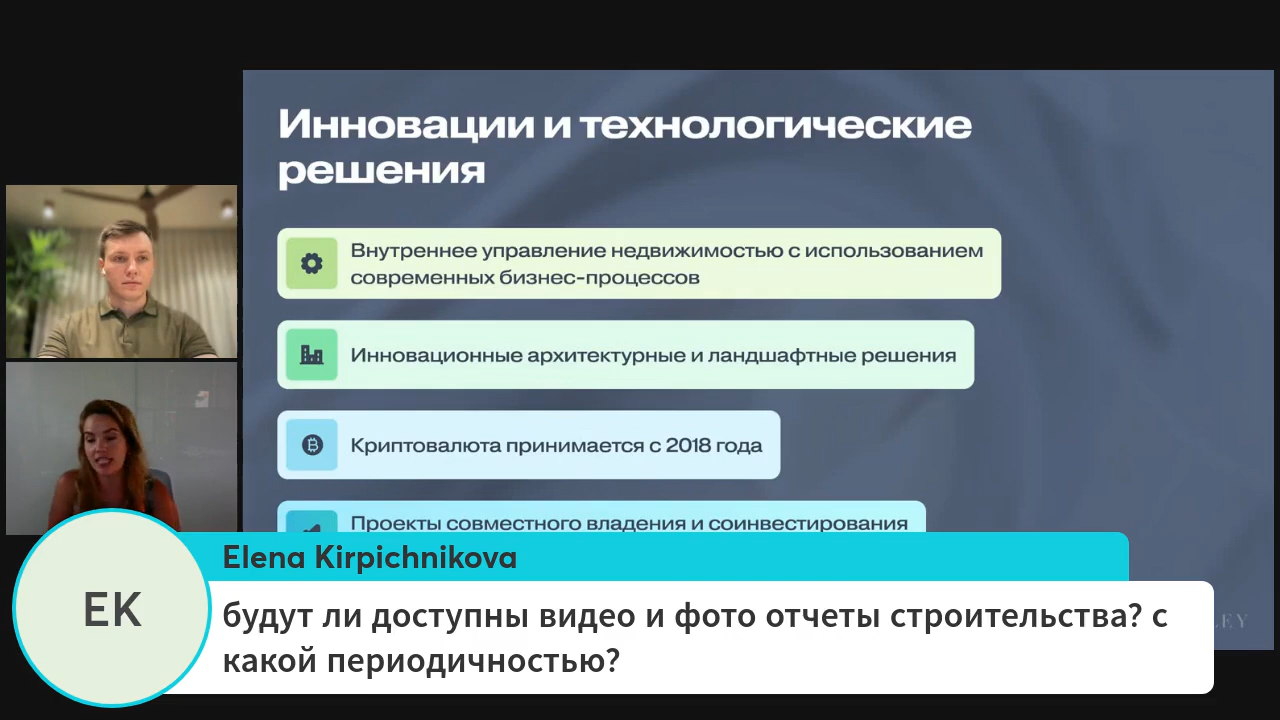 Инновации и технологические
решения
Внутреннее управление недвижимостью с использованием
современных бизнес-процессов
Инновационные архитектурные и ландшафтные решения
Криптовалюта принимается с 2018 года
Проекты совместного владения и соинвестирования
Elena Kirpichnikova
EK
будут ли доступны видео и фото отчеты строительства? с
какой периодичностью?